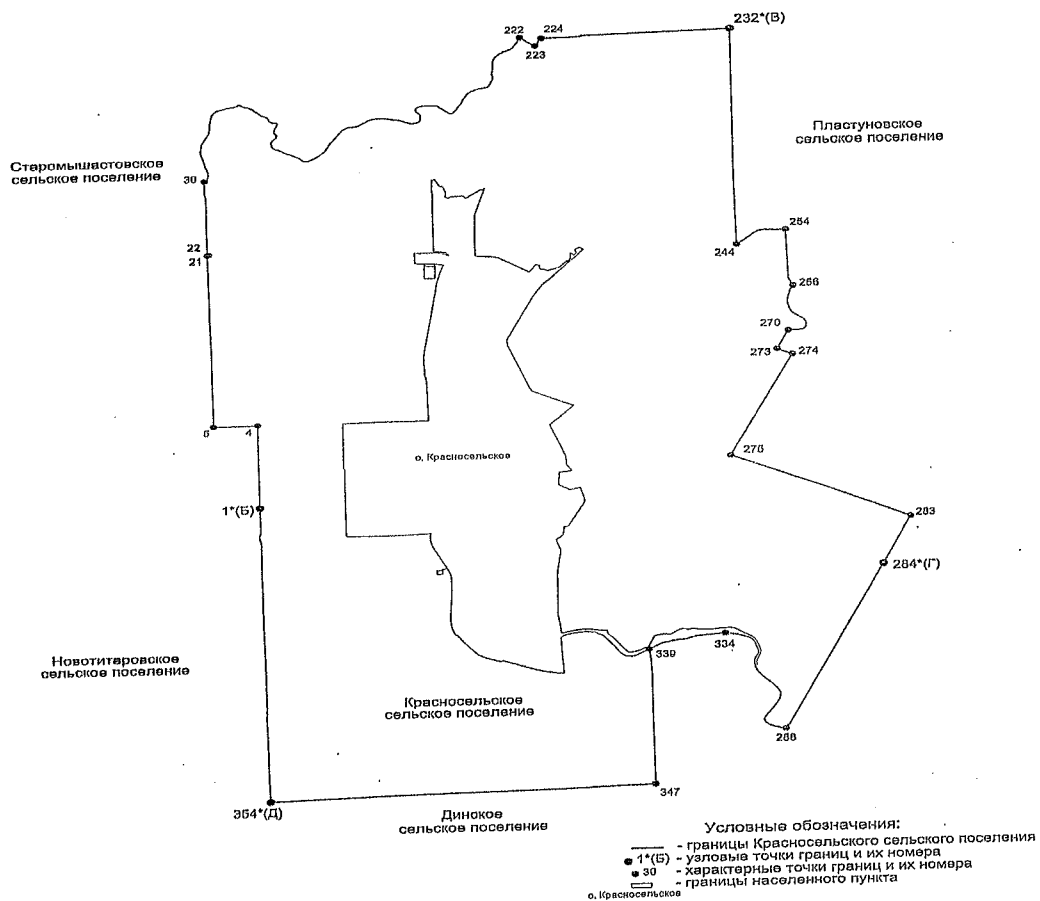 222
224
232*(В)
223
Пластуновское
сельское поселение
Старомышастовское
сельское поселение
30
254
244
22
21
256
270
273
274
5
4
275
с. Красносельское
1*(Б)
283
284*(Г)
334
339
Новотитаровское
сельское поселение
Красносельское
сельское поселение
288
347
354*(Д)
Динское
сельское поселение
Условные обозначения:
- границы Красносельского сельского поселения
1*(Б) - узловые точки границ и их номера
30 - характерные точки границ и их номера
- границы населенного пункта
с. Красносельское